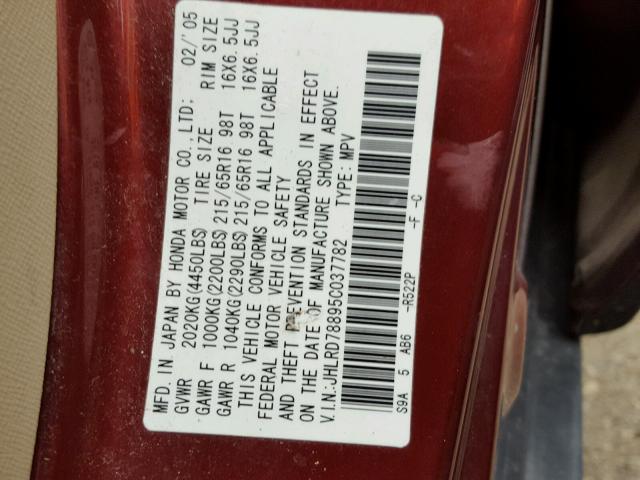 MFD. IN JAPAN BY HONDA MOTOR CO., LTD; 02/'05
GVWR 2020KG(4450LBS) TIRE SIZE RIM SIZE
GAWR F 1000KG(2200LBS) 215/65R16 98T 16X6.5JJ
GAWR R 1040KG(2290LBS) 215/65R16 98T 16X6.5JJ
THIS VEHICLE CONFORMS TO ALL APPLICABLE
FEDERAL MOTOR VEHICLE SAFETY
AND THEFT PREVENTION STANDARDS IN EFFECT
ON THE DATE OF MANUFACTURE SHOWN ABOVE.
V.I.N:JHLRD78895C037782 TYPE: MPV
S9A 5 AB6 -R522P -F -C